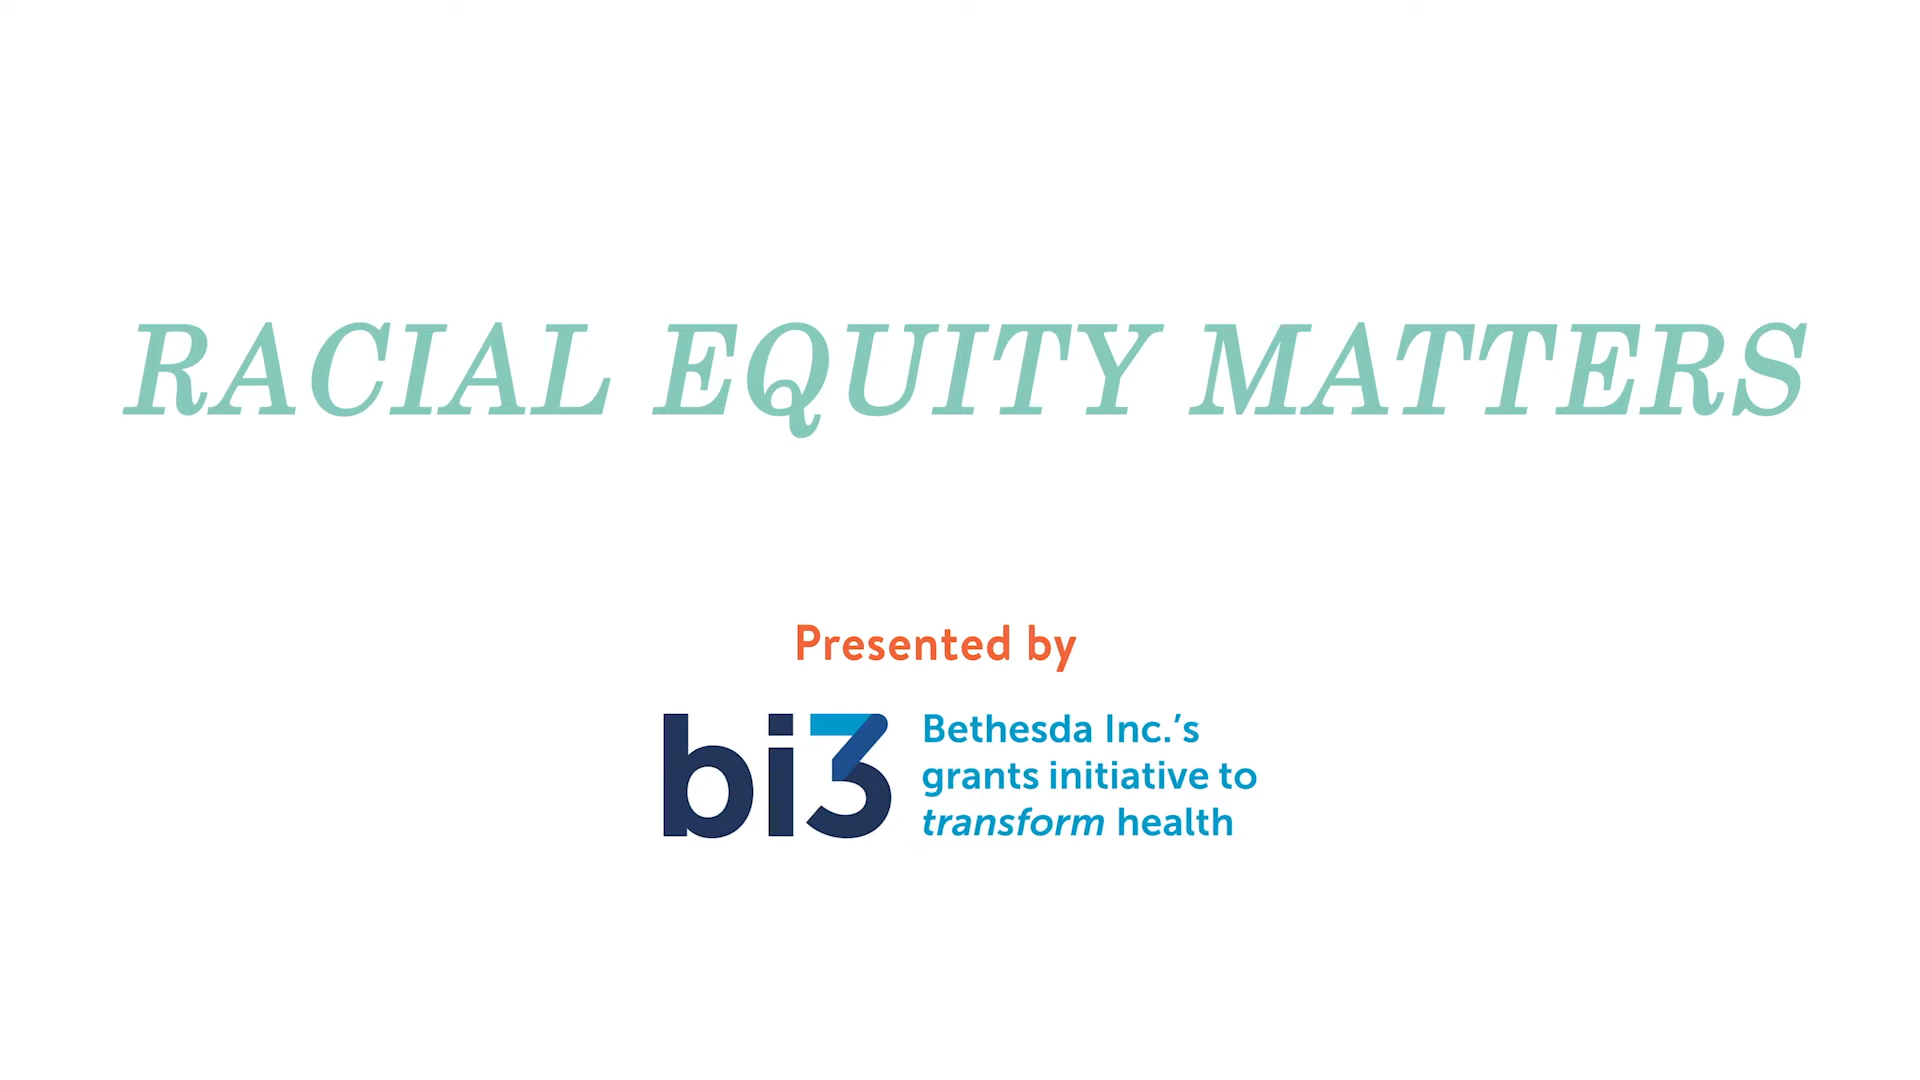 RACIAL EQUITY MATTERS
Presented by
bi3
Bethesda Inc.'s
grants initiative to
transform health